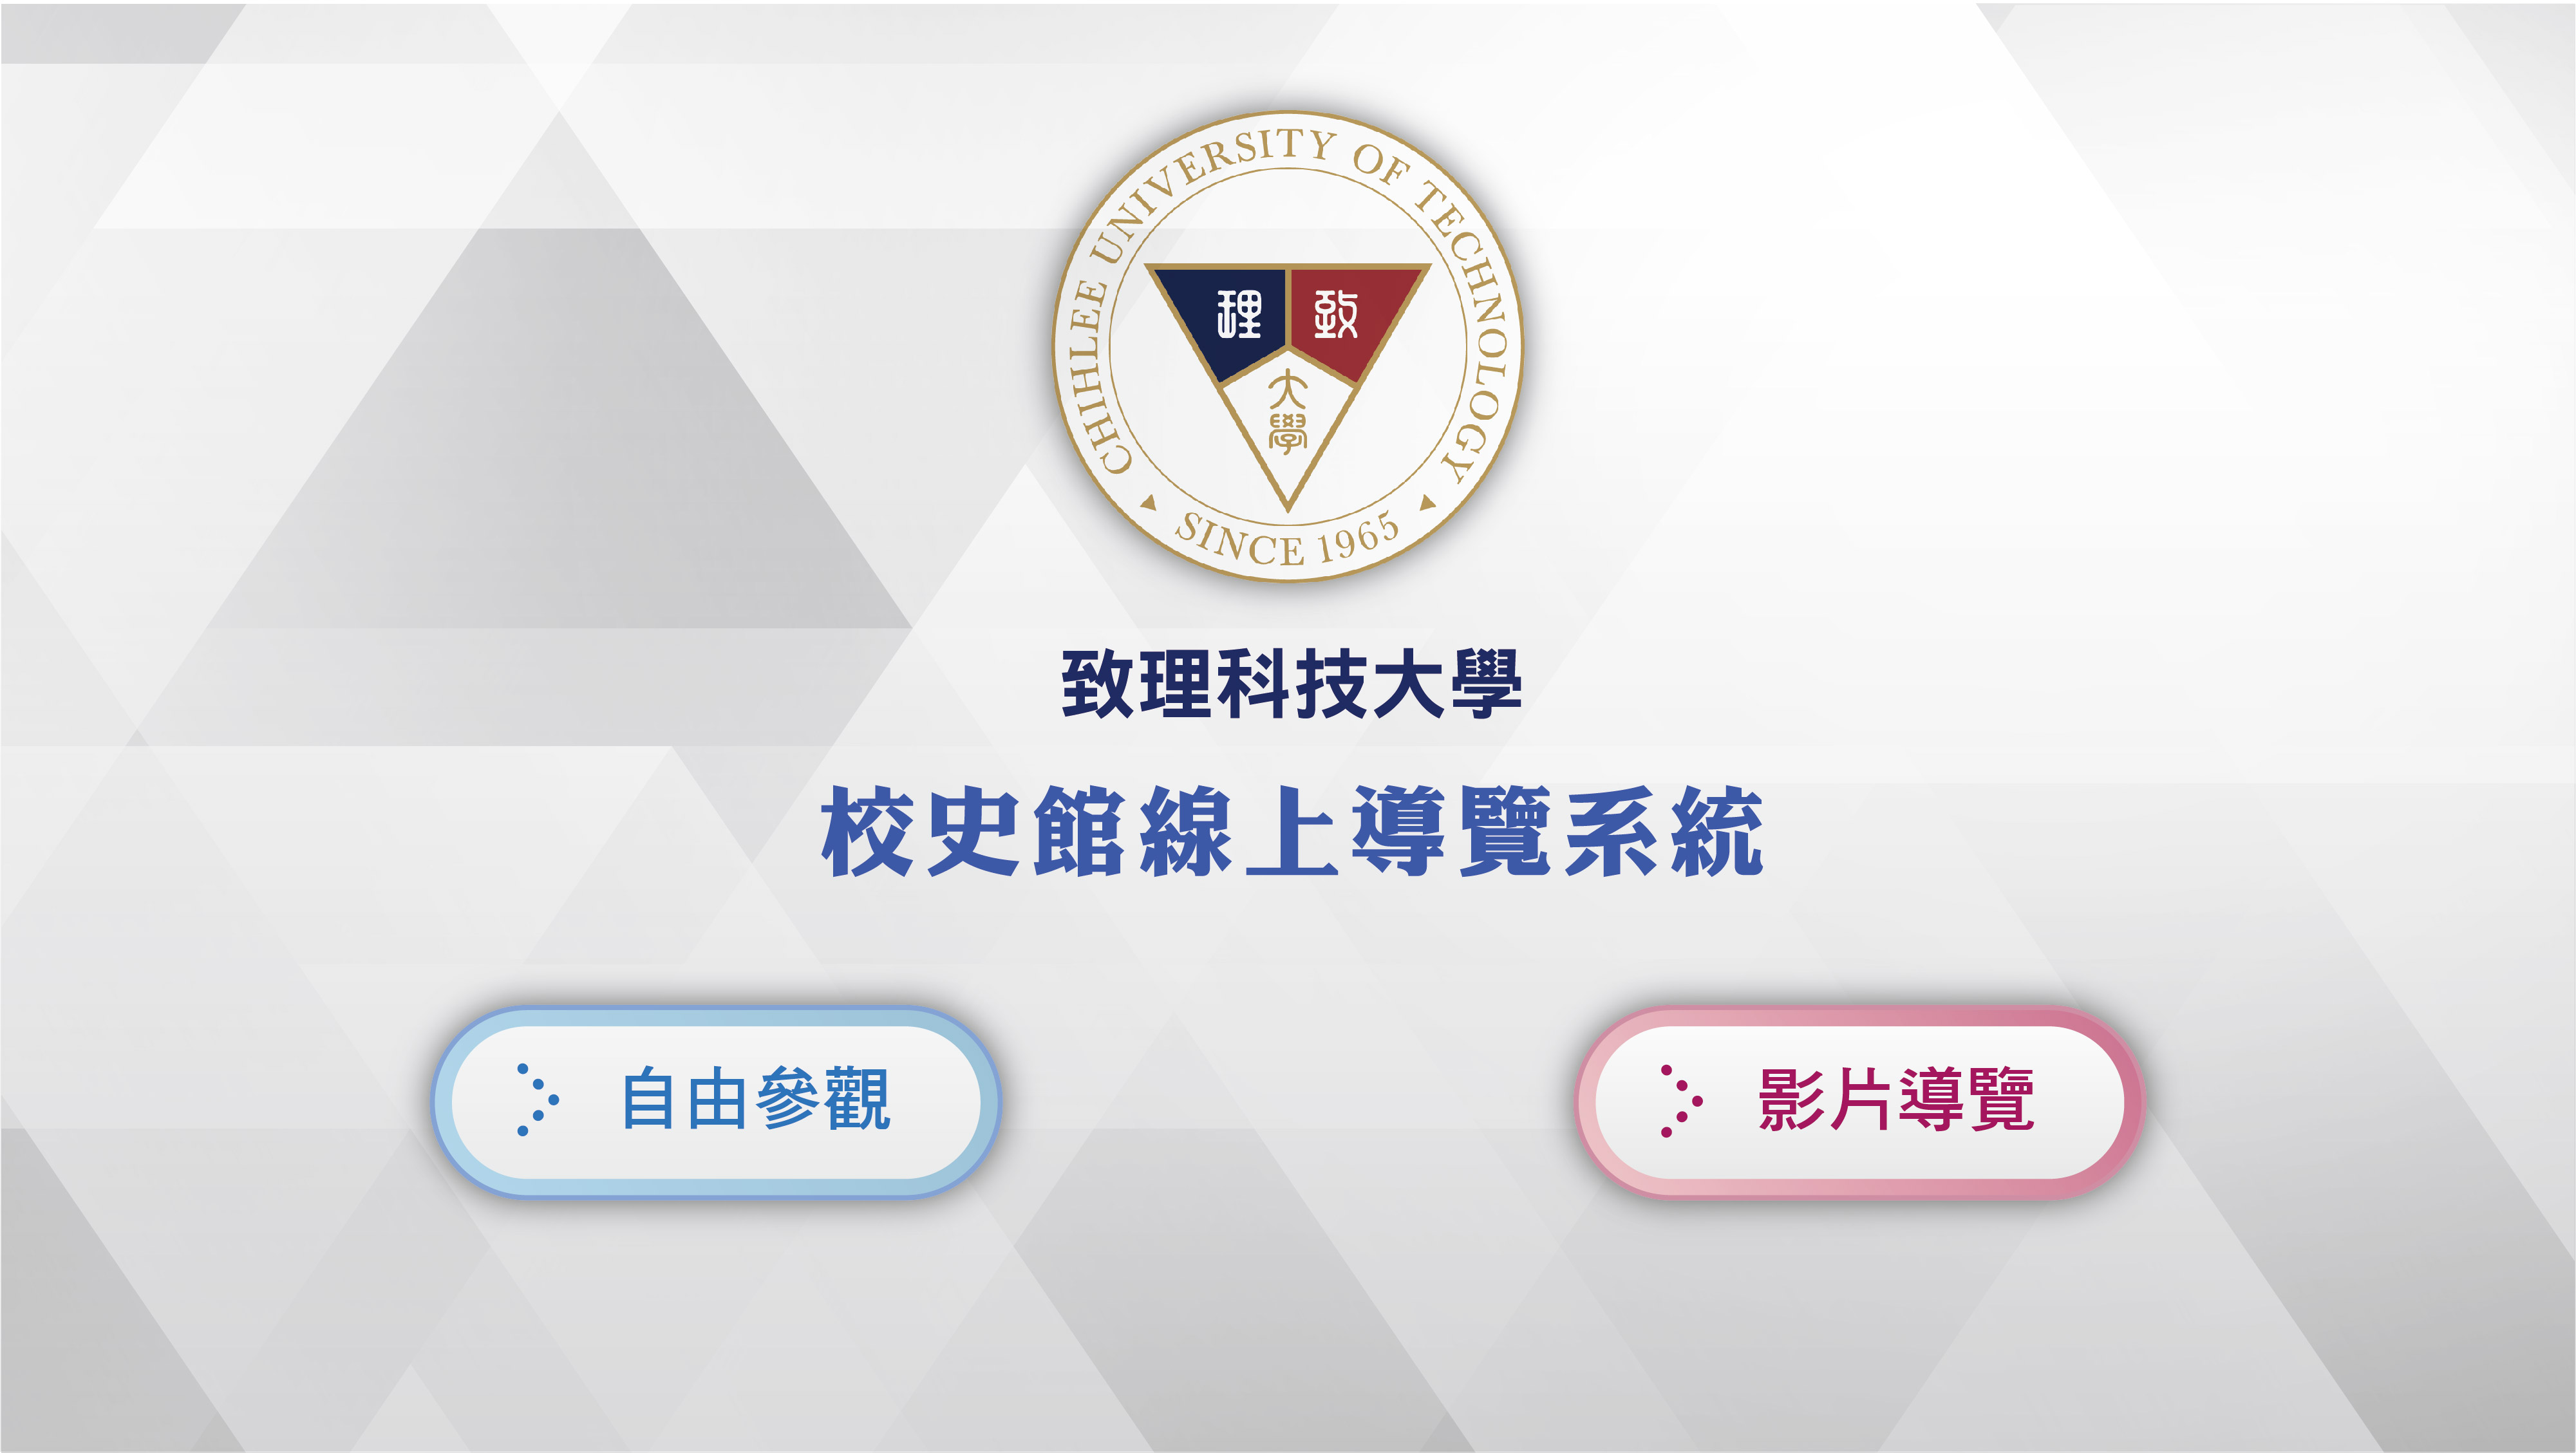 CHIHLEE UNIVERSITY OF TECHNOLOGY
理 致
大
學
SINCE 1965
致理科技大學
校史館線上導覽系統
自由參觀
影片導覽